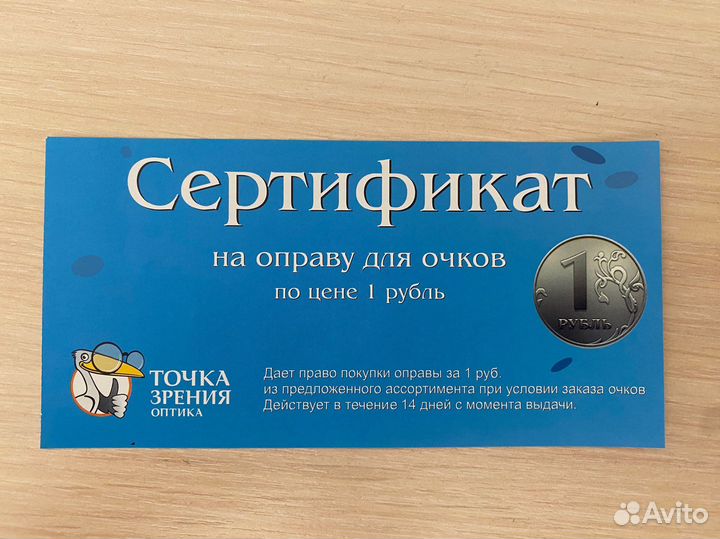 Сертификат
на оправу для очков
по цене 1 рубль
1
РУБЛЬ
ТОЧКА
ЗРЕНИЯ
ОПТИКА
Дает право покупки оправы за 1 руб.
из предложенного ассортимента при условии заказа очков
Действует в течение 14 дней с момента выдачи.
Avito